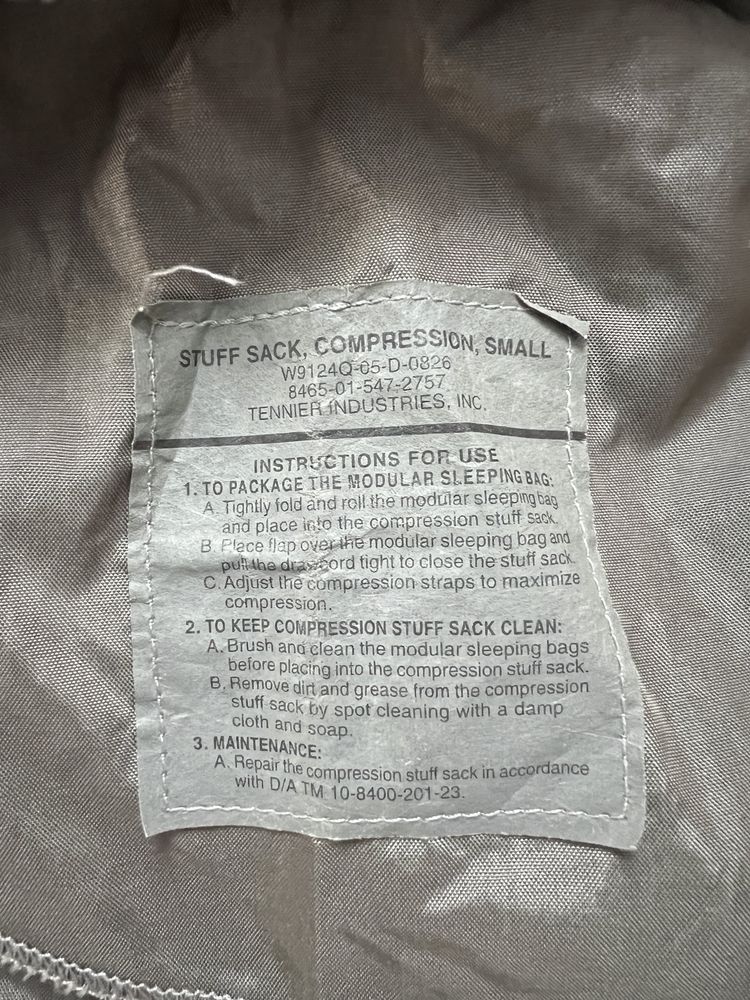 STUFF SACK, COMPRESSION, SMALL
W9124Q-05-D-0826
8465-01-547-2757
TENNIER INDUSTRIES, INC.
INSTRUCTIONS FOR USE
1. TO PACKAGE THE MODULAR SLEEPING BAG:
A. Tightly fold and roll the modular sleeping bag
and place into the compression stuff sack.
B. Place flap over the modular sleeping bag and
pull the drawcord tight to close the stuff sack.
C. Adjust the compression straps to maximize
compression.
2. TO KEEP COMPRESSION STUFF SACK CLEAN:
A. Brush and clean the modular sleeping bags
before placing into the compression stuff sack.
B. Remove dirt and grease from the compression
stuff sack by spot cleaning with a damp
cloth and soap.
3. MAINTENANCE:
A. Repair the compression stuff sack in accordance
with D/A TM 10-8400-201-23.